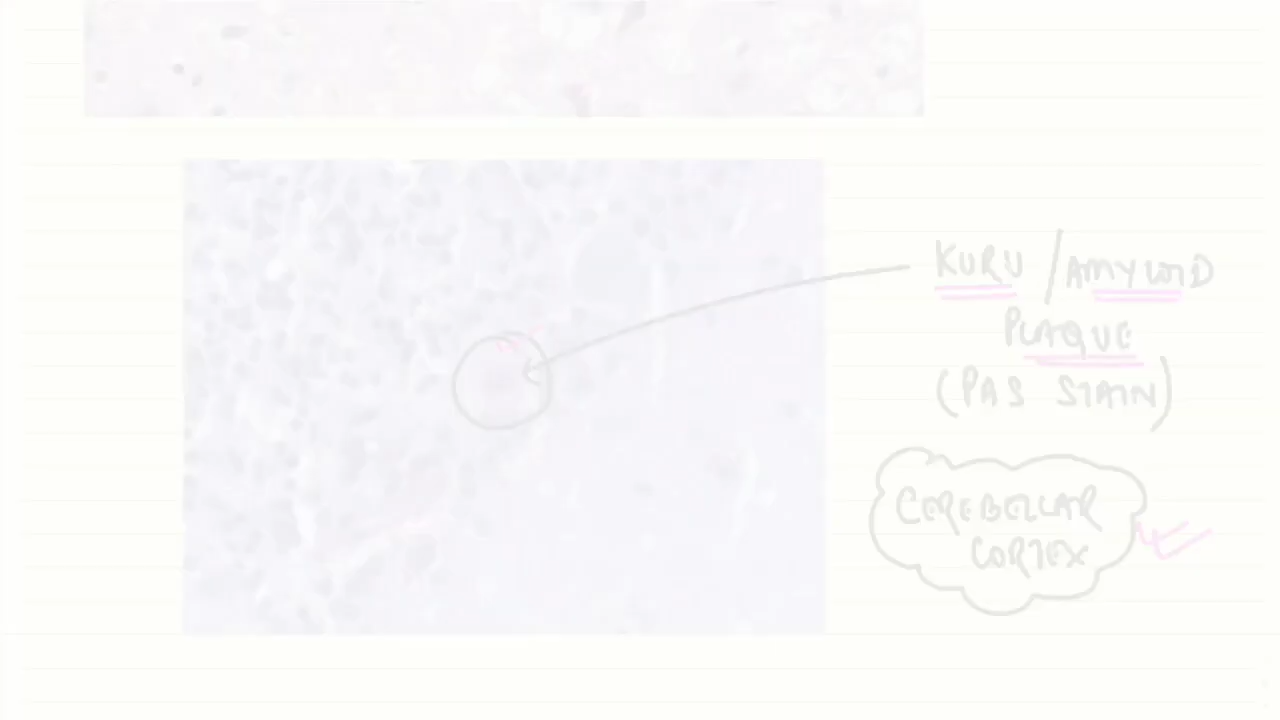 KURU / AMYLOID
PLAQUE
(PAS STAIN)
CEREBELLAR
CORTEX